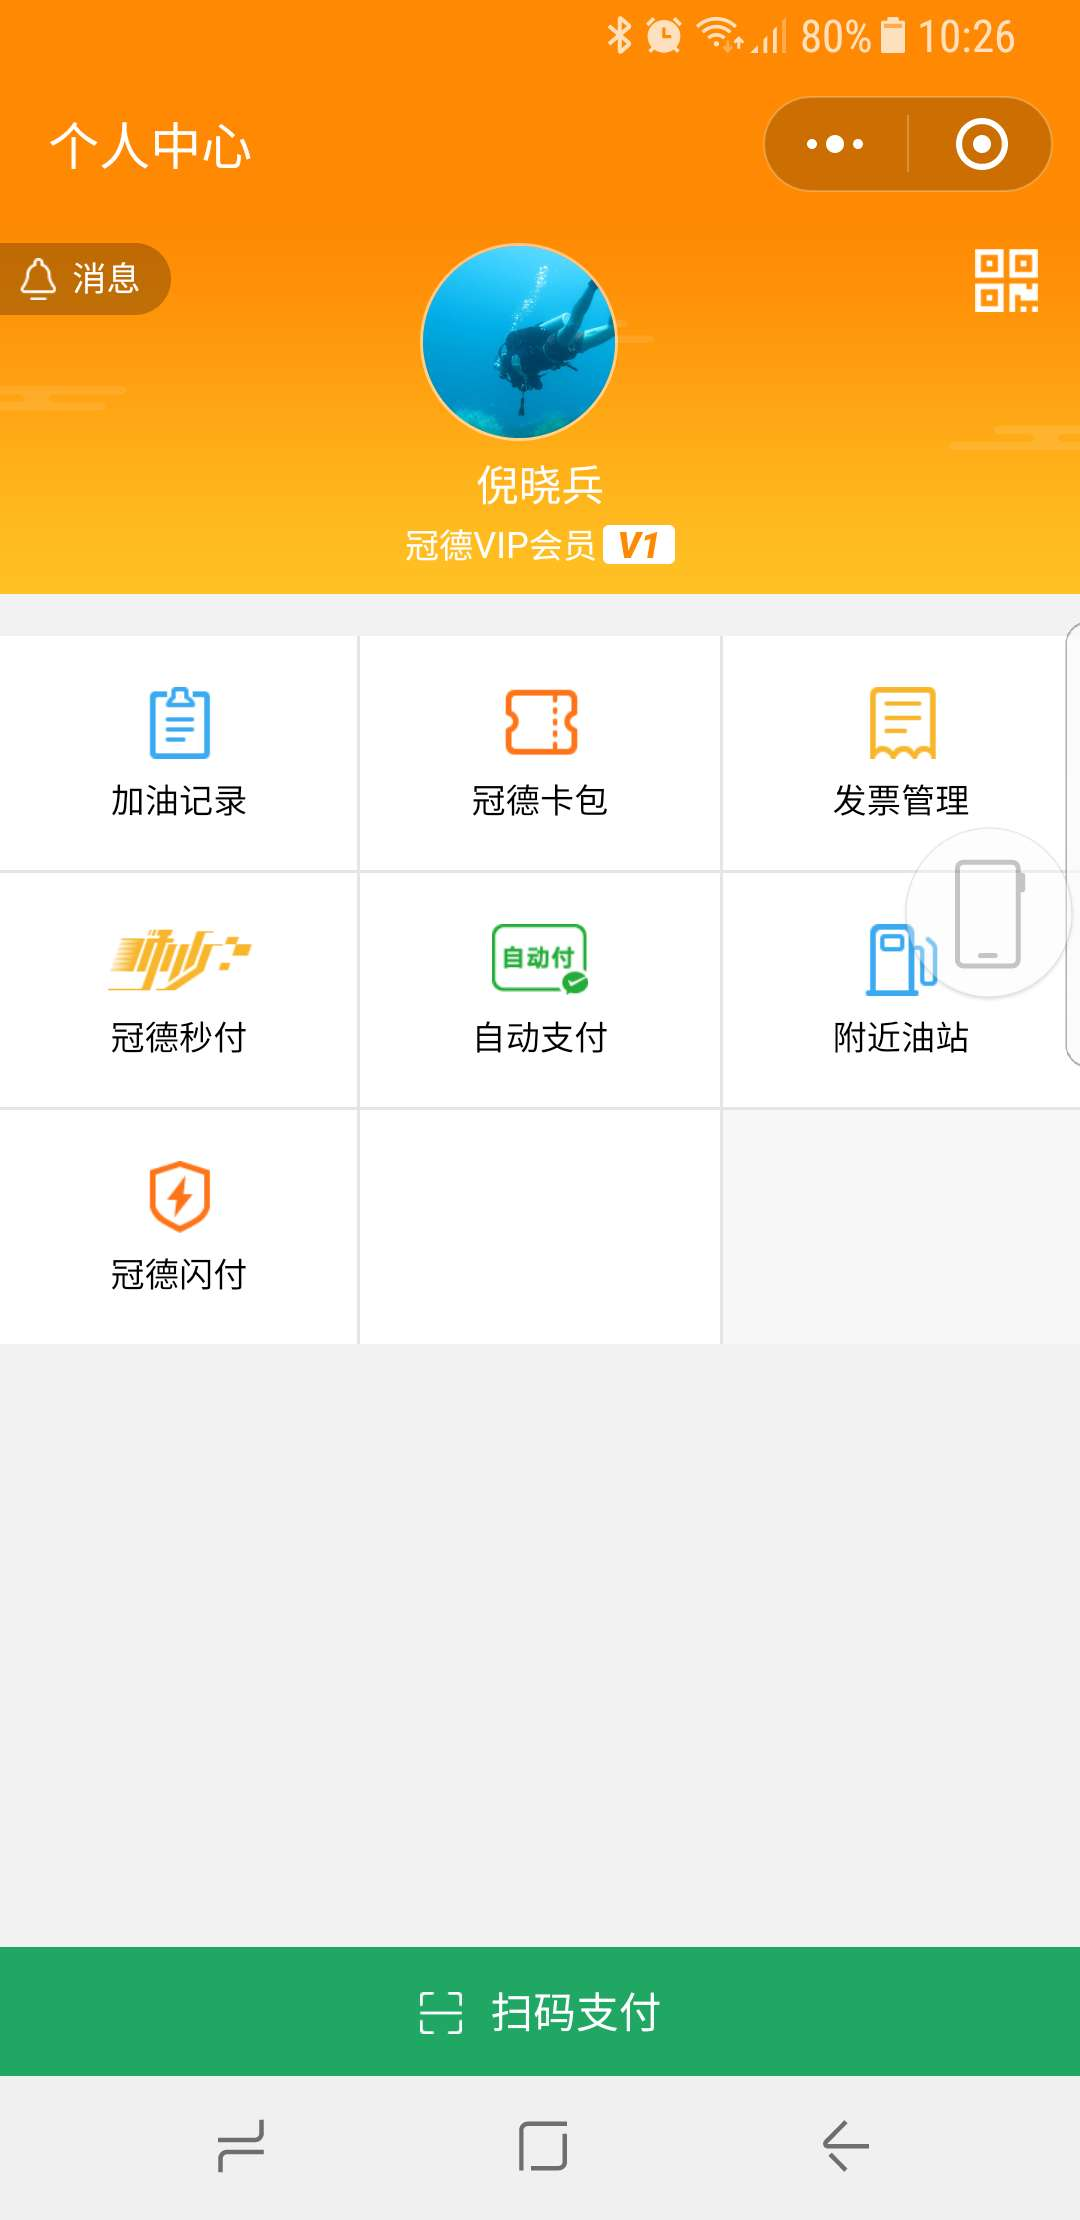 80% 10:26
个人中心
消息
倪晓兵
冠德VIP会员 V1
加油记录
冠德卡包
发票管理
秒
自动付
冠德秒付
自动支付
附近油站
冠德闪付
扫码支付